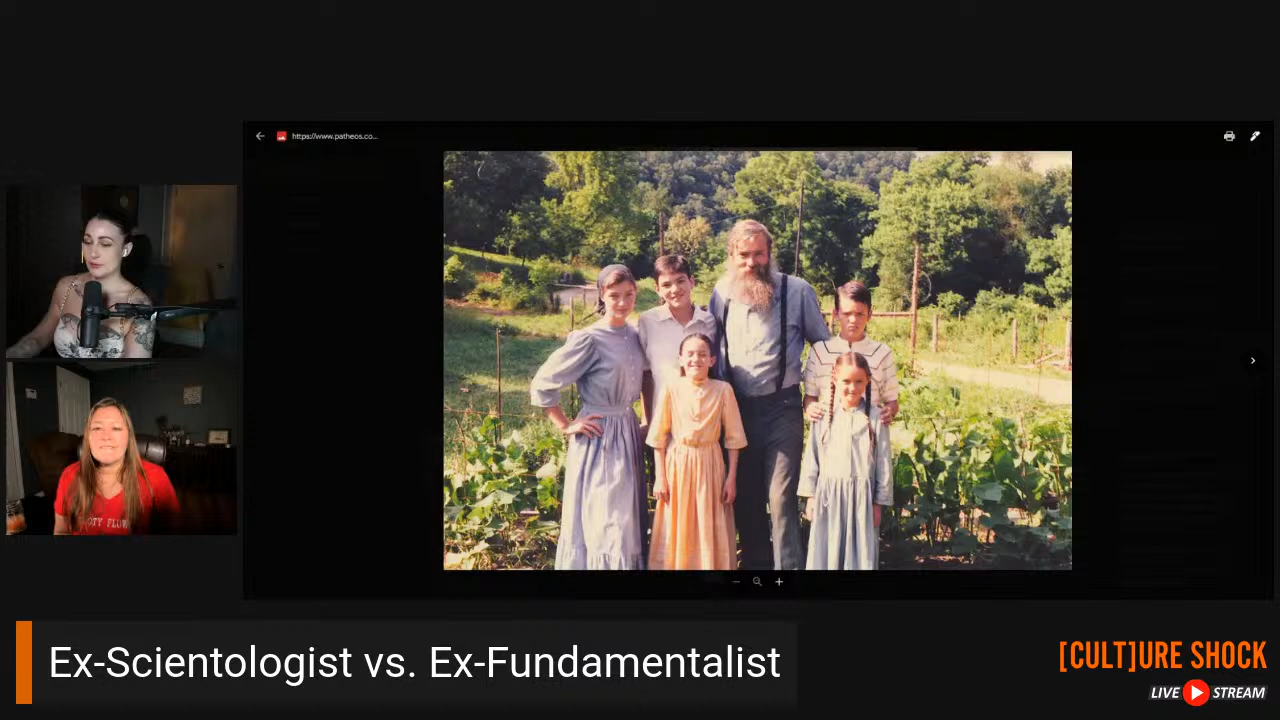 https://www.patheos.co...
Ex-Scientologist vs. Ex-Fundamentalist
[CULT]URE SHOCK
LIVE STREAM